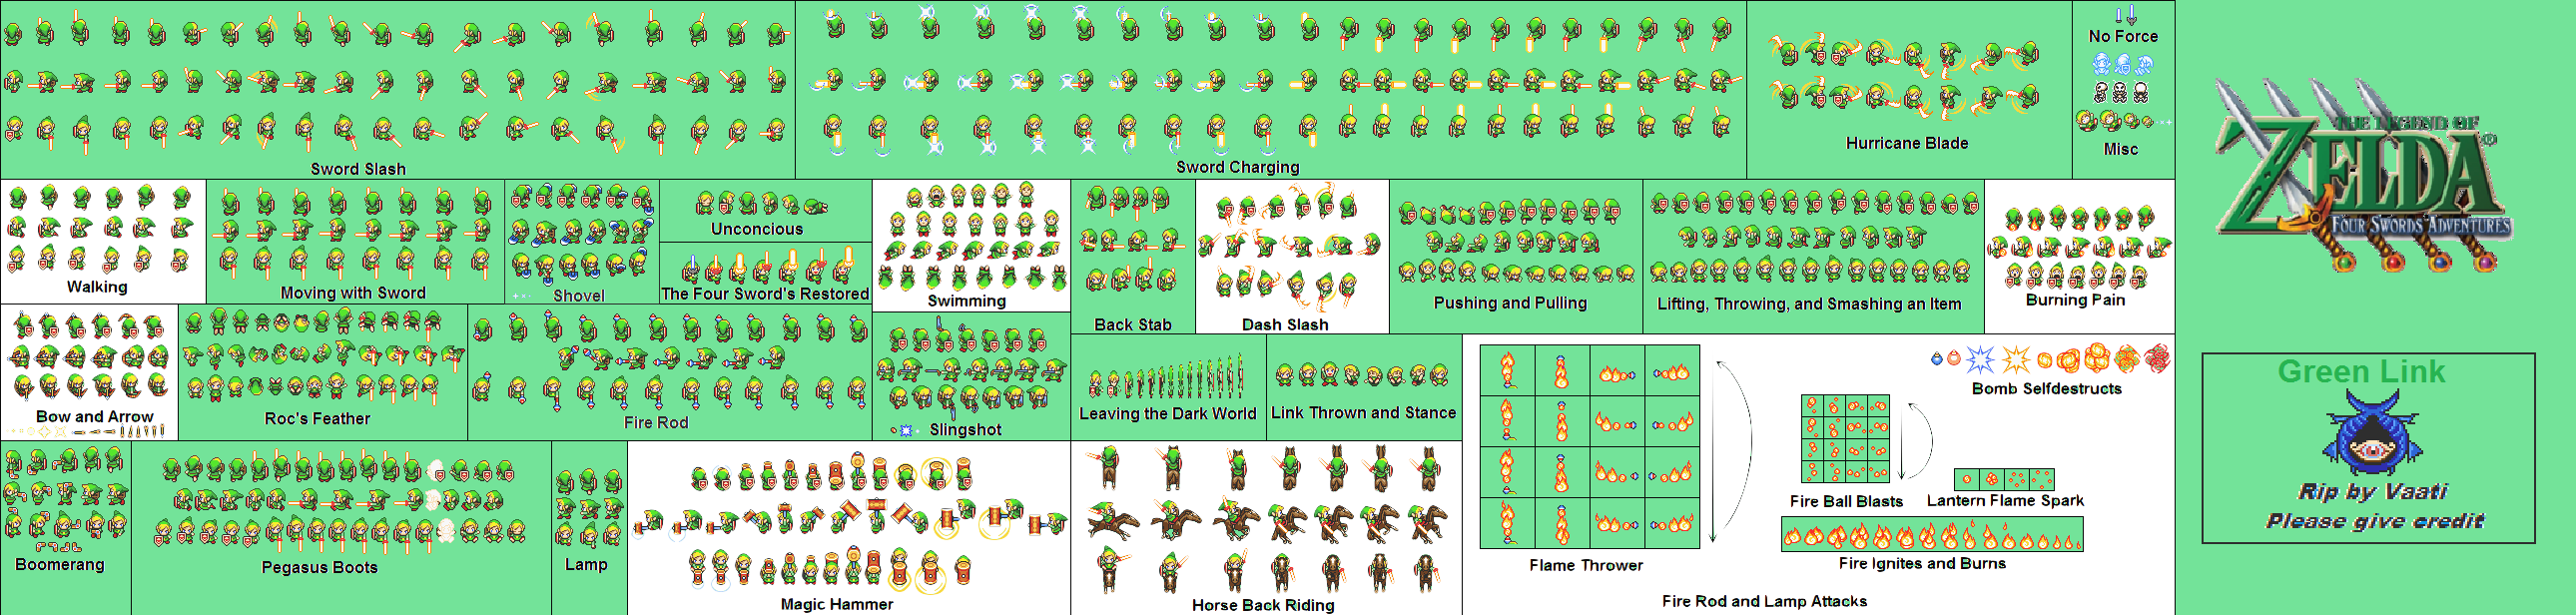 Sword Slash
Sword Charging
Hurricane Blade
No Force
Misc
THE LEGEND OF
ZELDA®
FOUR SWORDS ADVENTURES
Walking
Moving with Sword
Shovel
Unconcious
The Four Sword's Restored
Swimming
Back Stab
Dash Slash
Pushing and Pulling
Lifting, Throwing, and Smashing an Item
Burning Pain
Bow and Arrow
Roc's Feather
Fire Rod
Slingshot
Leaving the Dark World
Link Thrown and Stance
Bomb Selfdestructs
Green Link
Rip by Vaati
Please give credit
Fire Ball Blasts
Lantern Flame Spark
Boomerang
Pegasus Boots
Lamp
Magic Hammer
Horse Back Riding
Flame Thrower
Fire Ignites and Burns
Fire Rod and Lamp Attacks